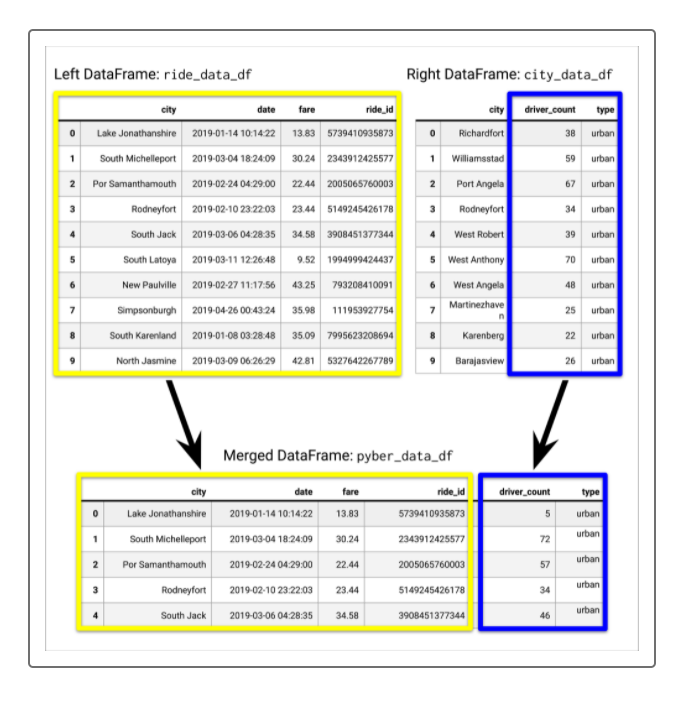 Left DataFrame: ride_data_df
city date fare ride_id
0 Lake Jonathanshire 2019-01-14 10:14:22 13.83 5739410935873
1 South Michelleport 2019-03-04 18:24:09 30.24 2343912425577
2 Por Samanthamouth 2019-02-24 04:29:00 22.44 2005065760003
3 Rodneyfort 2019-02-10 23:22:03 23.44 5149245426178
4 South Jack 2019-03-06 04:28:35 34.58 3908451377344
5 South Latoya 2019-03-11 12:26:48 9.52 1994999424437
6 New Paulville 2019-02-27 11:17:56 43.25 793208410091
7 Simpsonburgh 2019-04-26 00:43:24 35.98 111953927754
8 South Karenland 2019-01-08 03:28:48 35.09 7995623208694
9 North Jasmine 2019-03-09 06:26:29 42.81 5327642267789
Right DataFrame: city_data_df
city driver_count type
0 Richardfort 38 urban
1 Williamsstad 59 urban
2 Port Angela 67 urban
3 Rodneyfort 34 urban
4 West Robert 39 urban
5 West Anthony 70 urban
6 West Angela 48 urban
7 Martinezhave
n 25 urban
8 Karenberg 22 urban
9 Barajasview 26 urban
Merged DataFrame: pyber_data_df
city date fare ride_id driver_count type
0 Lake Jonathanshire 2019-01-14 10:14:22 13.83 5739410935873 5 urban
1 South Michelleport 2019-03-04 18:24:09 30.24 2343912425577 72 urban
2 Por Samanthamouth 2019-02-24 04:29:00 22.44 2005065760003 57 urban
3 Rodneyfort 2019-02-10 23:22:03 23.44 5149245426178 34 urban
4 South Jack 2019-03-06 04:28:35 34.58 3908451377344 46 urban